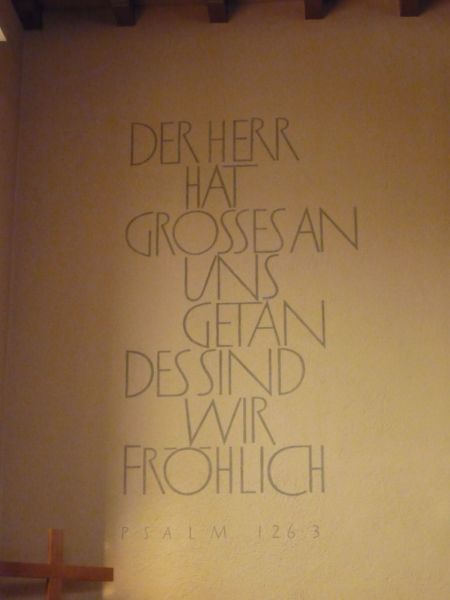 DER HERR
HAT
GROSSES AN
UNS
GETAN
DES SIND
WIR
FRÖHLICH
PSALM 126 3